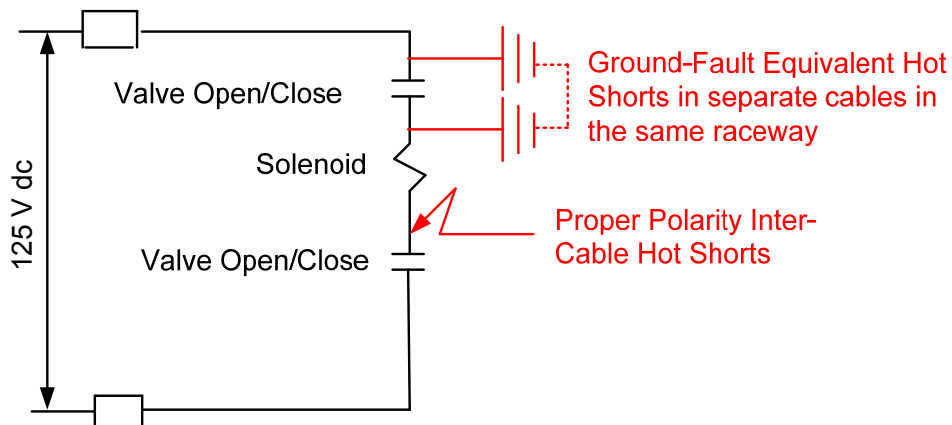 Valve Open/Close
Ground-Fault Equivalent Hot
Shorts in separate cables in
the same raceway
Solenoid
125 V dc
Proper Polarity Inter-
Cable Hot Shorts
Valve Open/Close